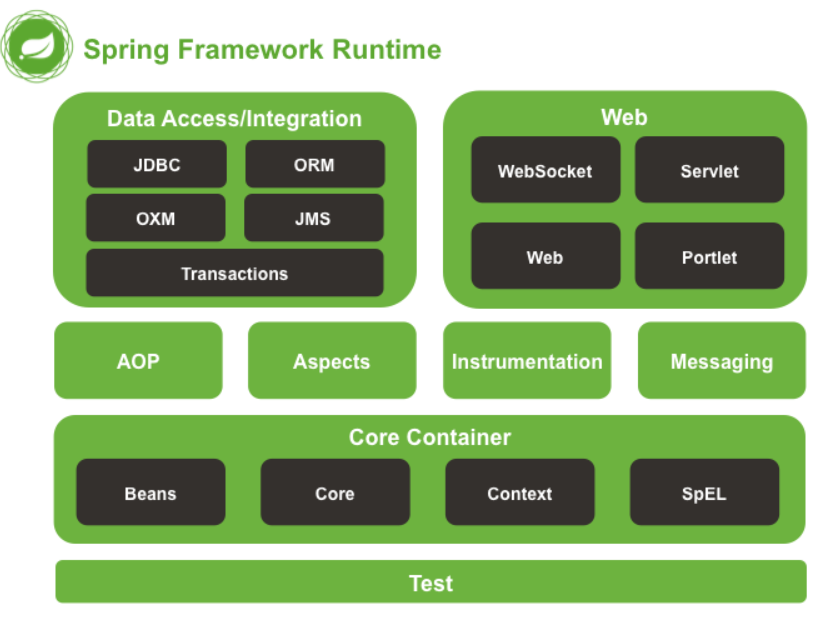 Spring Framework Runtime
Data Access/Integration
JDBC
ORM
OXM
JMS
Transactions
Web
WebSocket
Servlet
Web
Portlet
AOP
Aspects
Instrumentation
Messaging
Core Container
Beans
Core
Context
SpEL
Test